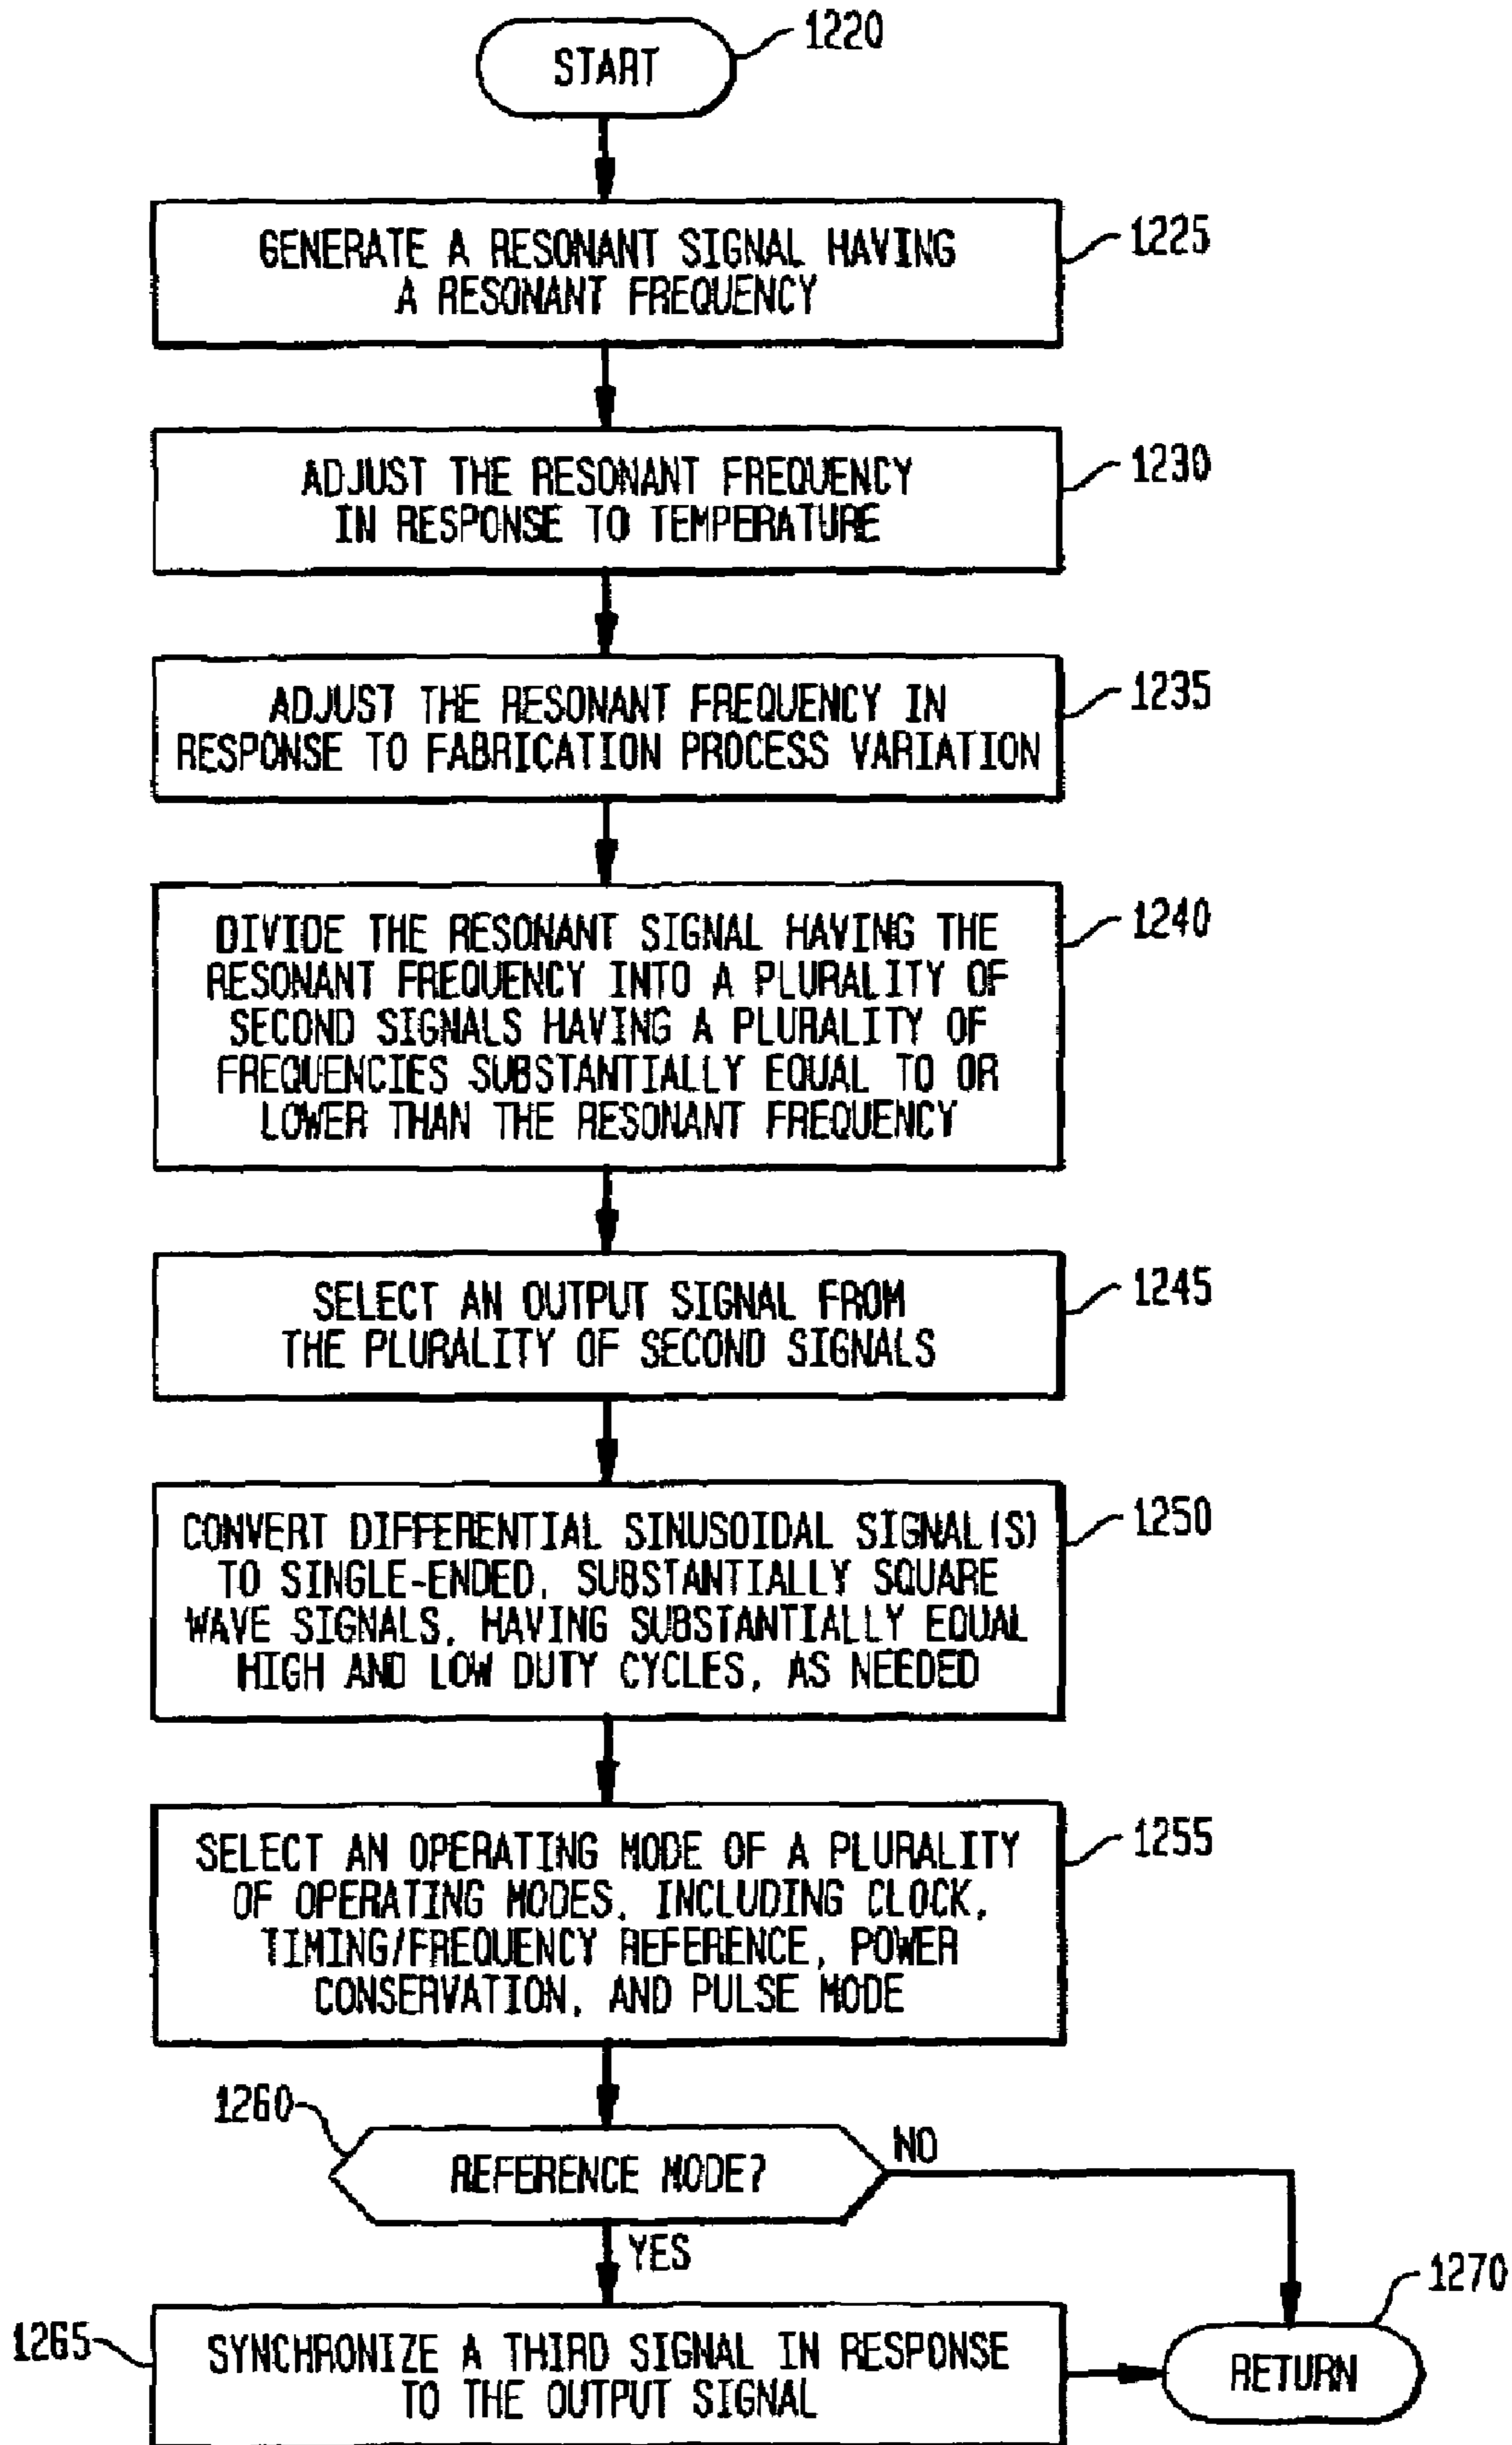 START
1220
GENERATE A RESONANT SIGNAL HAVING
A RESONANT FREQUENCY
1225
ADJUST THE RESONANT FREQUENCY
IN RESPONSE TO TEMPERATURE
1230
ADJUST THE RESONANT FREQUENCY IN
RESPONSE TO FABRICATION PROCESS VARIATION
1235
DIVIDE THE RESONANT SIGNAL HAVING THE
RESONANT FREQUENCY INTO A PLURALITY OF
SECOND SIGNALS HAVING A PLURALITY OF
FREQUENCIES SUBSTANTIALLY EQUAL TO OR
LOWER THAN THE RESONANT FREQUENCY
1240
SELECT AN OUTPUT SIGNAL FROM
THE PLURALITY OF SECOND SIGNALS
1245
CONVERT DIFFERENTIAL SINUSOIDAL SIGNAL(S)
TO SINGLE-ENDED, SUBSTANTIALLY SQUARE
WAVE SIGNALS, HAVING SUBSTANTIALLY EQUAL
HIGH AND LOW DUTY CYCLES, AS NEEDED
1250
SELECT AN OPERATING MODE OF A PLURALITY
OF OPERATING MODES, INCLUDING CLOCK,
TIMING/FREQUENCY REFERENCE, POWER
CONSERVATION, AND PULSE MODE
1255
1260
REFERENCE MODE?
NO
YES
1265
SYNCHRONIZE A THIRD SIGNAL IN RESPONSE
TO THE OUTPUT SIGNAL
1270
RETURN